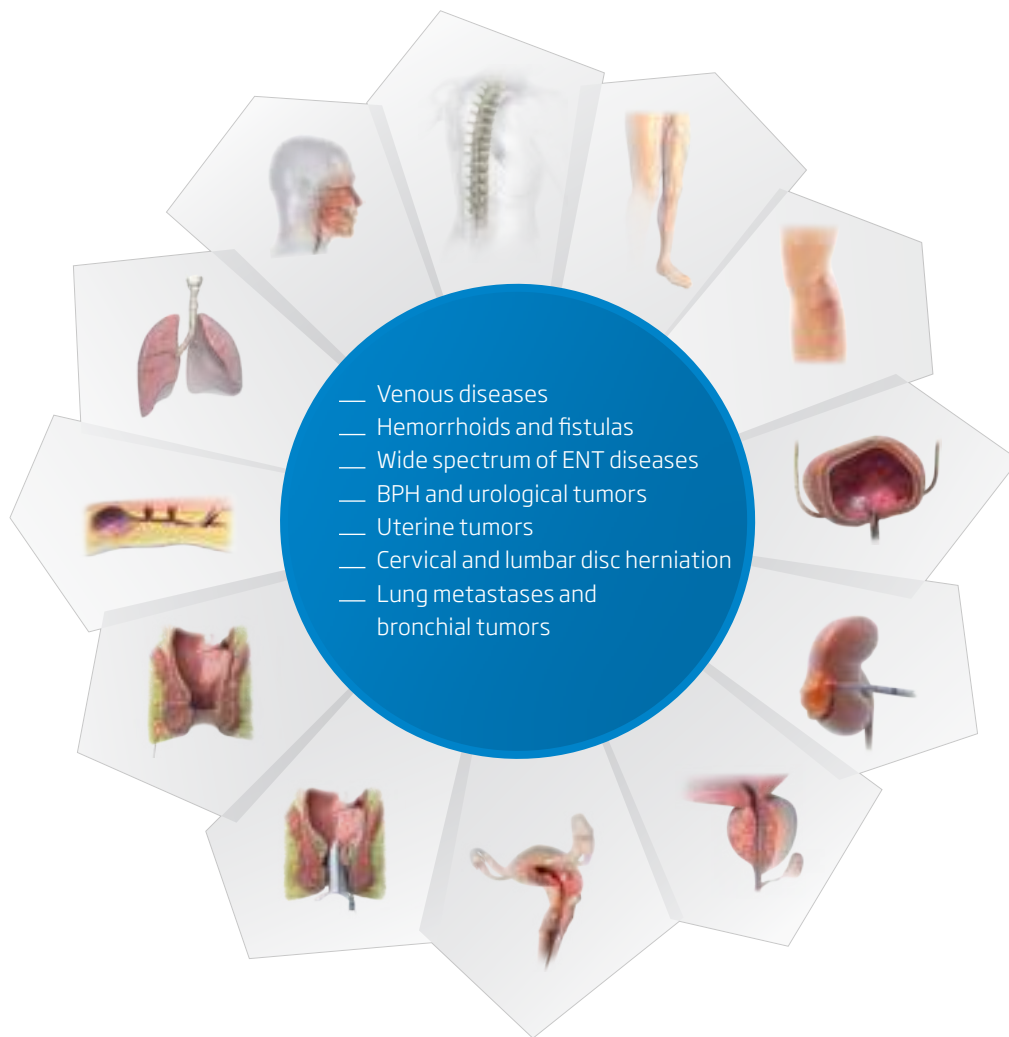 Venous diseases
Hemorrhoids and fistulas
Wide spectrum of ENT diseases
BPH and urological tumors
Uterine tumors
Cervical and lumbar disc herniation
Lung metastases and
bronchial tumors